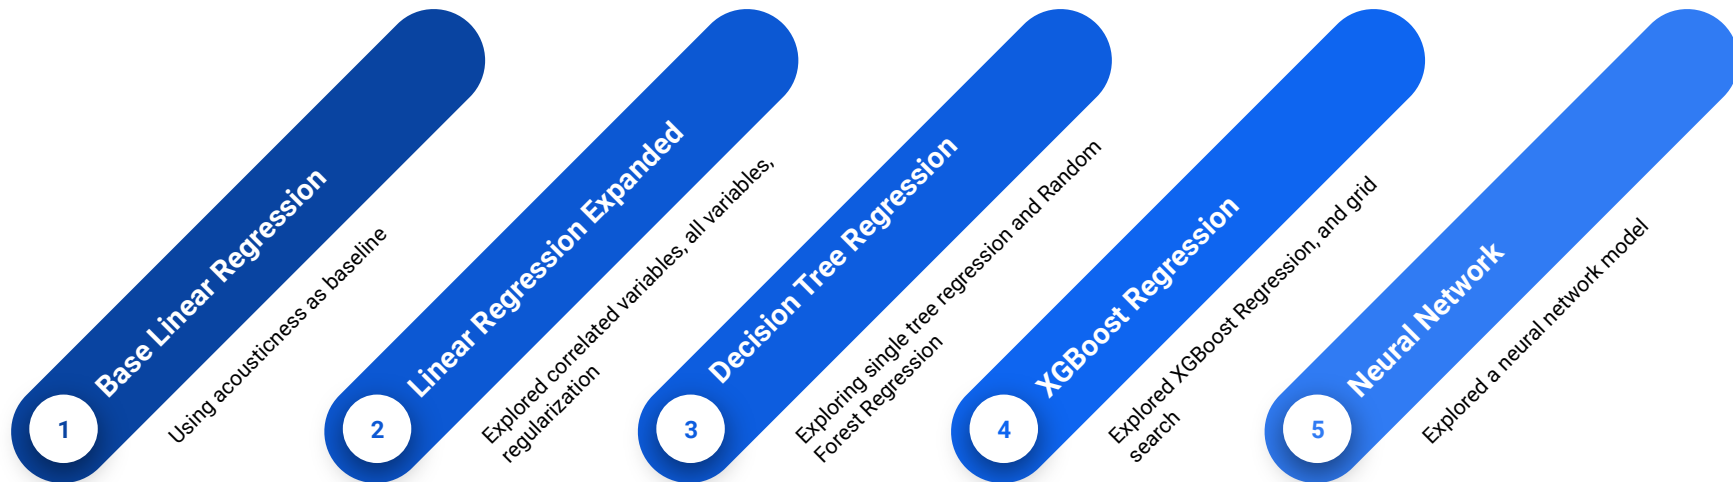 1
Base Linear Regression
Using acousticness as baseline
2
Linear Regression Expanded
Explored correlated variables, all variables,
regularization
3
Decision Tree Regression
Exploring single tree regression and Random
Forest Regression
4
XGBoost Regression
Explored XGBoost Regression, and grid
search
5
Neural Network
Explored a neural network model